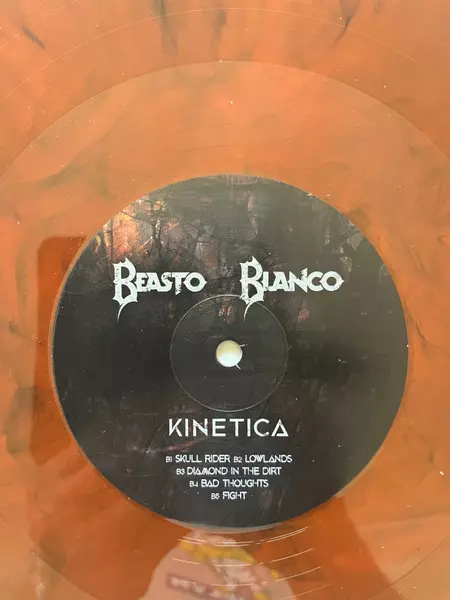 BEASTO BLANCO
KINETICA
B1 SKULL RIDER B2 LOWLANDS
B3 DIAMOND IN THE DIRT
B4 BAD THOUGHTS
B5 FIGHT